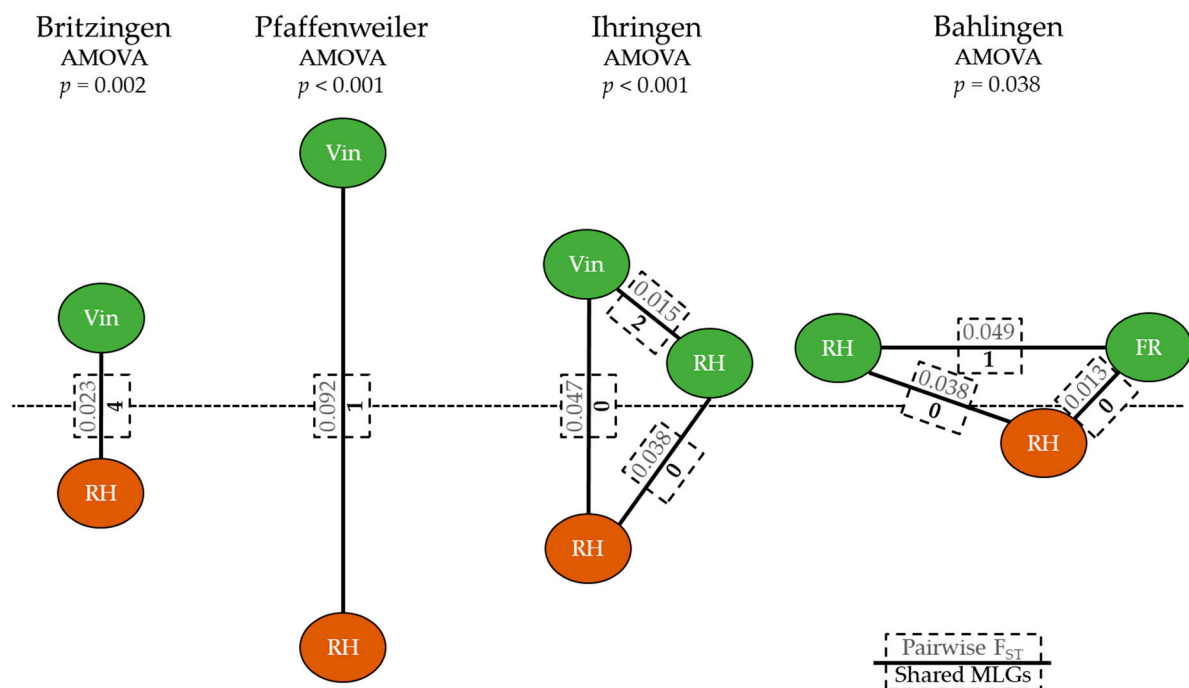 Britzingen
AMOVA
p = 0.002
Pfaffenweiler
AMOVA
p < 0.001
Ihringen
AMOVA
p < 0.001
Bahlingen
AMOVA
p = 0.038
Vin
0.023
4
RH
Vin
0.092
1
RH
Vin
0.015
2
RH
0.047
0
0.038
0
RH
RH
0.049
1
FR
0.038
0
0.013
0
RH
Pairwise FST
Shared MLGs